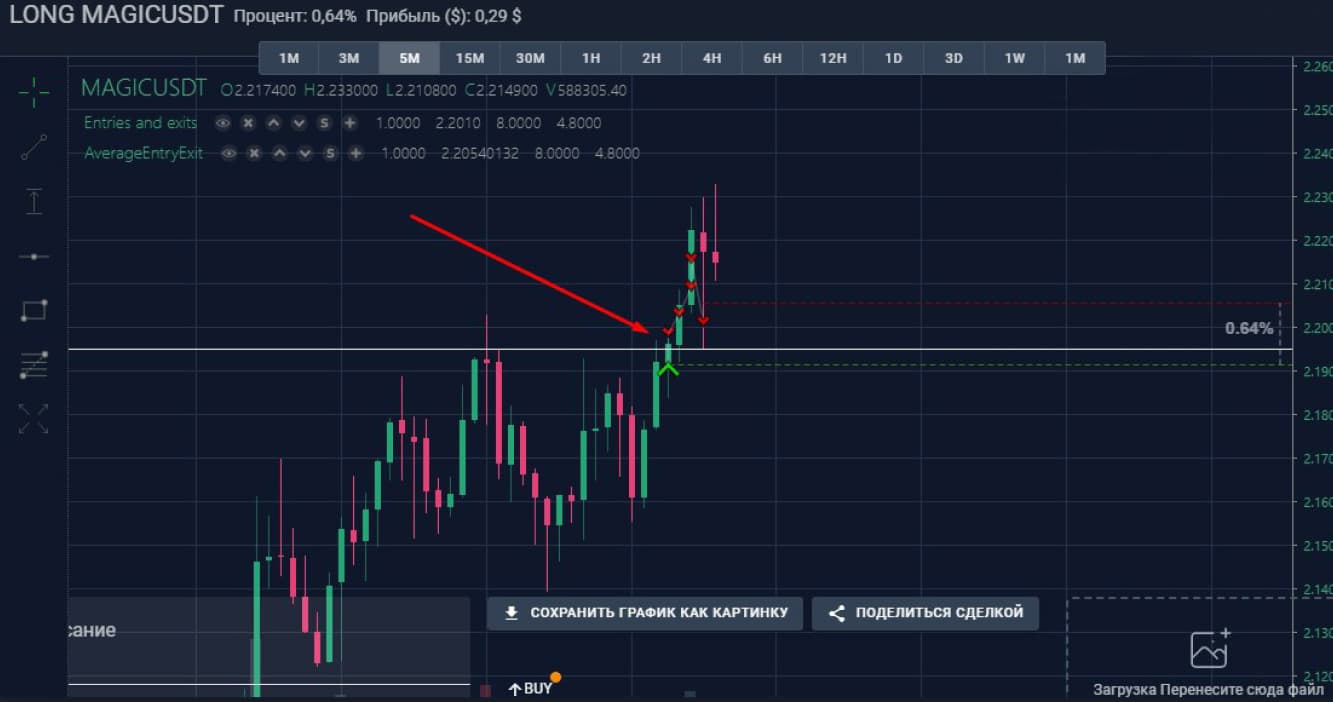 LONG MAGICUSDT Процент: 0,64% Прибыль ($): 0,29 $
1M 3M 5M 15M 30M 1H 2H 4H 6H 12H 1D 3D 1W 1M
MAGICUSDT O2.217400 H2.233000 L2.210800 C2.214900 V588305.40
Entries and exits S 1.0000 2.2010 8.0000 4.8000
AverageEntryExit S 1.0000 2.20540132 8.0000 4.8000
2.260
2.250
2.240
2.230
2.220
2.210
0.64%
2.200
2.190
2.180
2.170
2.160
2.150
2.140
СОХРАНИТЬ ГРАФИК КАК КАРТИНКУ ПОДЕЛИТЬСЯ СДЕЛКОЙ
сание
2.130
2.120
BUY
Загрузка Перенесите сюда файл